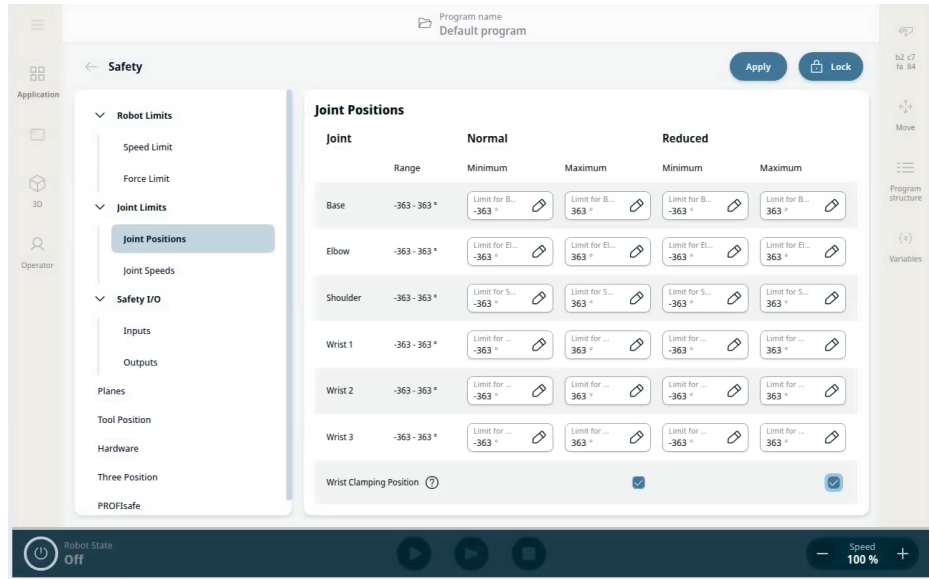 Program name
Default program
Safety
Apply
Lock
b2 c7
fa 84
Application
3D
Operator
Move
Program
structure
{x}
Variables
Robot Limits
Speed Limit
Force Limit
Joint Limits
Joint Positions
Joint Speeds
Safety I/O
Inputs
Outputs
Planes
Tool Position
Hardware
Three Position
PROFIsafe
Joint Positions
Joint Normal Reduced
Range Minimum Maximum Minimum Maximum
Limit for B... Limit for B... Limit for B... Limit for B...
Base -363 - 363 ° -363 ° 363 ° -363 ° 363 °
Limit for El... Limit for El... Limit for El... Limit for El...
Elbow -363 - 363 ° -363 ° 363 ° -363 ° 363 °
Limit for S... Limit for S... Limit for S... Limit for S...
Shoulder -363 - 363 ° -363 ° 363 ° -363 ° 363 °
Limit for ... Limit for ... Limit for ... Limit for ...
Wrist 1 -363 - 363 ° -363 ° 363 ° -363 ° 363 °
Limit for ... Limit for ... Limit for ... Limit for ...
Wrist 2 -363 - 363 ° -363 ° 363 ° -363 ° 363 °
Limit for ... Limit for ... Limit for ... Limit for ...
Wrist 3 -363 - 363 ° -363 ° 363 ° -363 ° 363 °
Wrist Clamping Position ?
Robot State
Off
Speed
− 100 % +